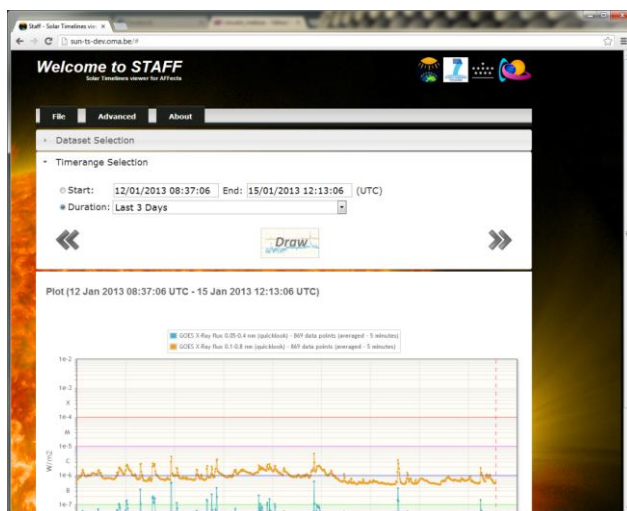 Staff - Solar Timelines viewer
sun-ts-dev.oma.be/#
Welcome to STAFF
Solar Timelines viewer for AFFects
File Advanced About
Dataset Selection
Timerange Selection
Start: 12/01/2013 08:37:06 End: 15/01/2013 12:13:06 (UTC)
Duration: Last 3 Days
Draw
Plot (12 Jan 2013 08:37:06 UTC - 15 Jan 2013 12:13:06 UTC)
GOES X-Ray flux 0.05-0.4 nm (quicklook) - 869 data points (averaged - 5 minutes)
GOES X-Ray flux 0.1-0.8 nm (quicklook) - 869 data points (averaged - 5 minutes)
1e-2
1e-3
X
1e-4
M
1e-5
C
1e-6
B
1e-7
W/m2